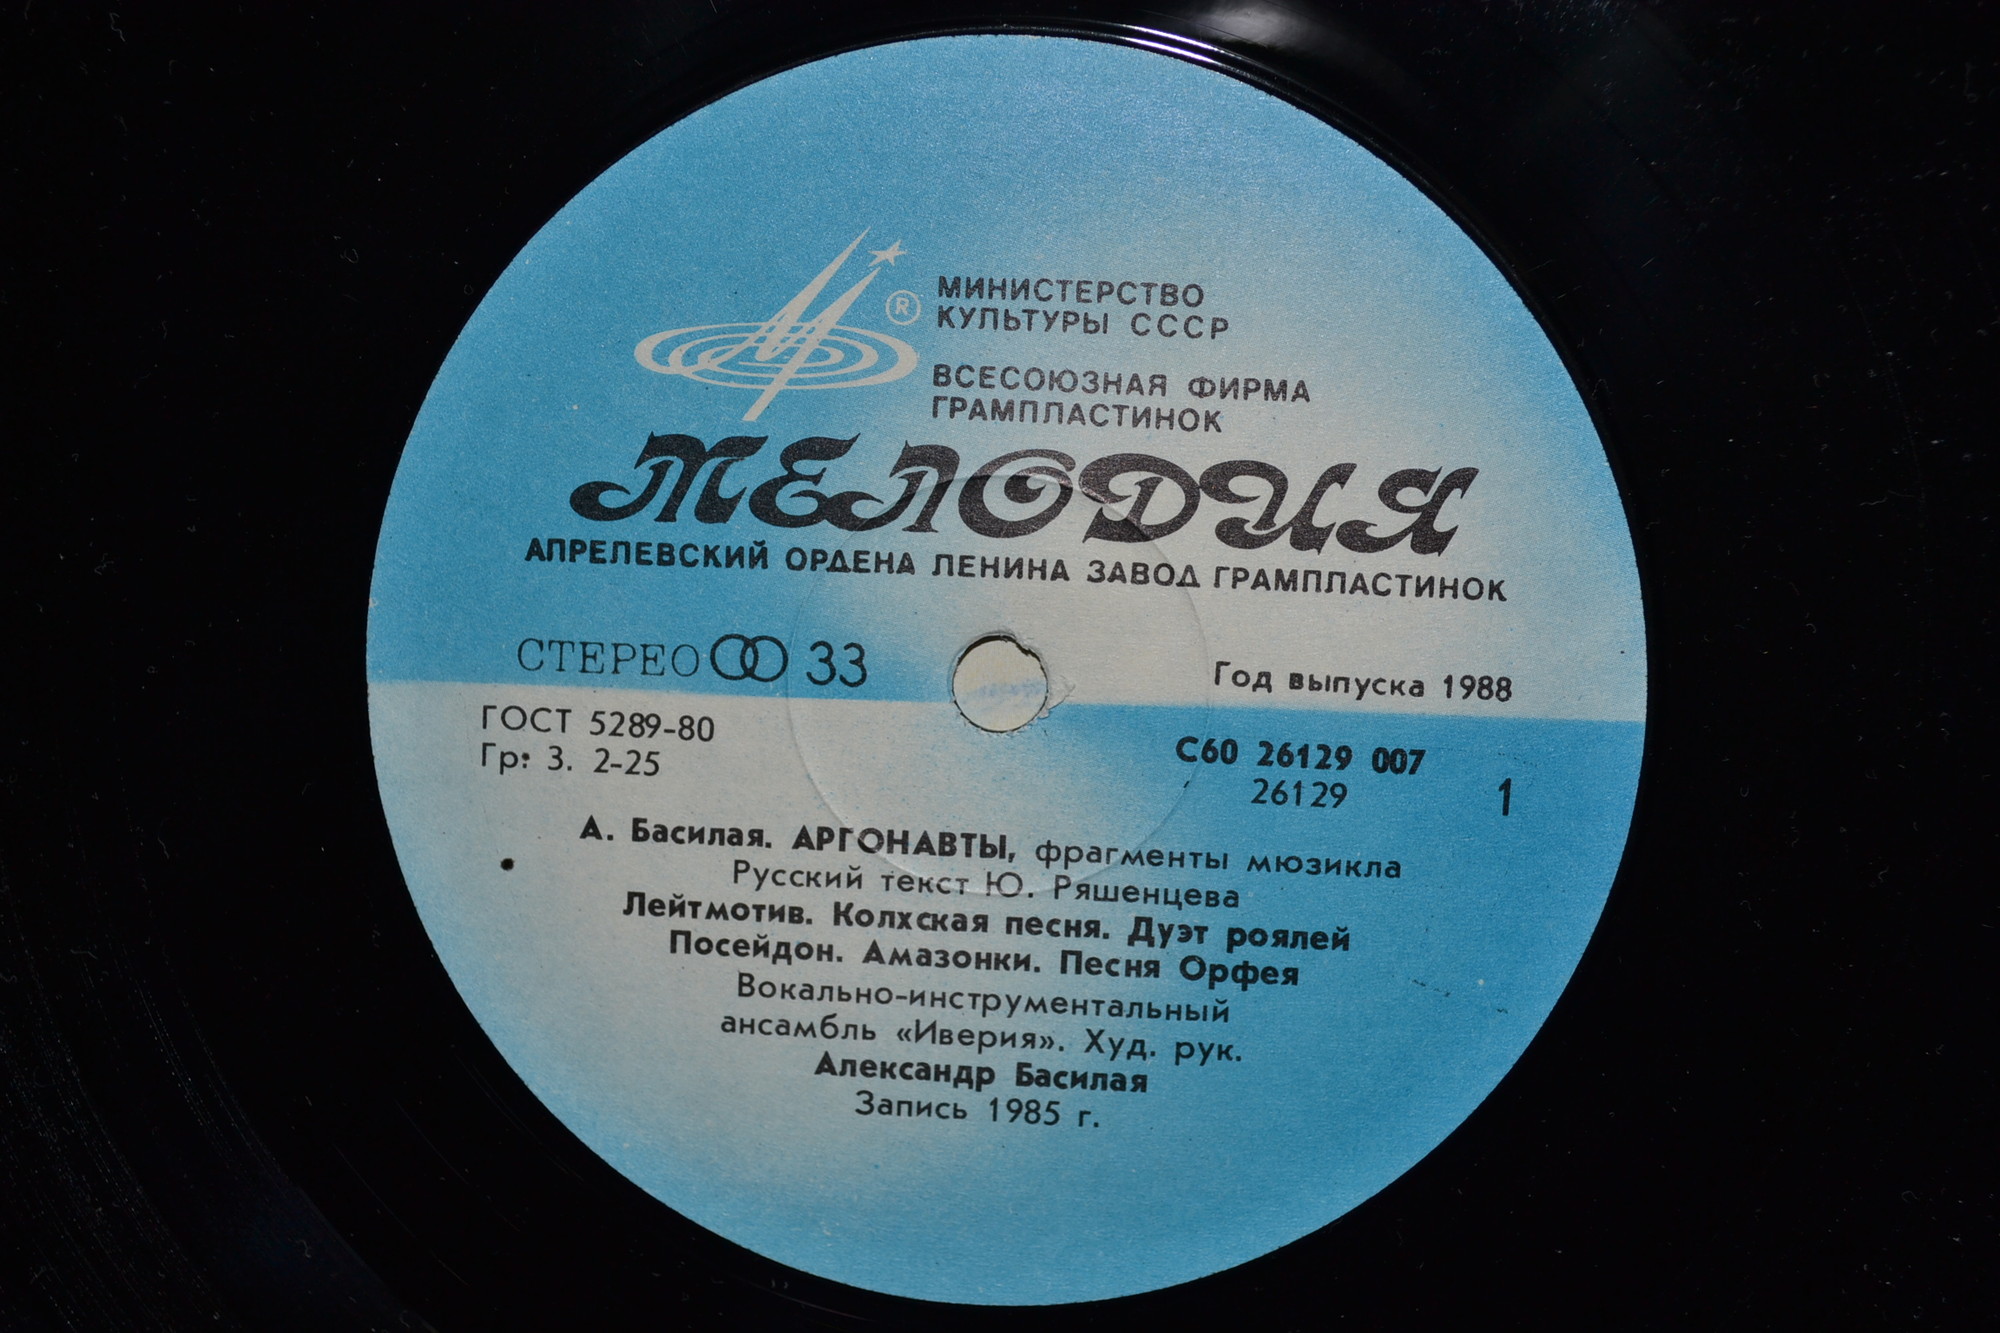 ®
МИНИСТЕРСТВО
КУЛЬТУРЫ СССР
ВСЕСОЮЗНАЯ ФИРМА
ГРАМПЛАСТИНОК
МЕЛОДИЯ
АПРЕЛЕВСКИЙ ОРДЕНА ЛЕНИНА ЗАВОД ГРАМПЛАСТИНОК
СТЕРЕО 33
Год выпуска 1988
ГОСТ 5289-80
Гр: 3. 2-25
С60 26129 007
26129
1
А. Басилая. АРГОНАВТЫ, фрагменты мюзикла
Русский текст Ю. Ряшенцева
Лейтмотив. Колхская песня. Дуэт роялей
Посейдон. Амазонки. Песня Орфея
Вокально-инструментальный
ансамбль «Иверия». Худ. рук.
Александр Басилая
Запись 1985 г.